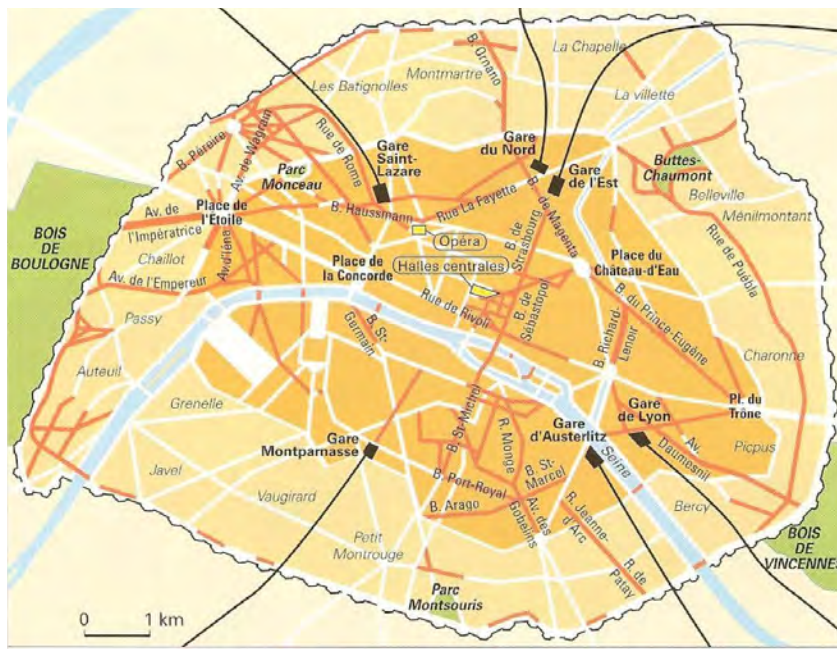 La Chapelle
B. Ornano
Montmartre
Les Batignolles
La villette
B. Péreire
Av. de Wagram
Rue de Rome
Gare
Saint-
Lazare
Gare
du Nord
Gare
de l'Est
Buttes-
Chaumont
Parc
Monceau
Belleville
Ménilmontant
Place de
l'Étoile
Av. de
l'Impératrice
B. Haussmann
Rue La Fayette
B. de Magenta
B. de
Strasbourg
BOIS
DE
BOULOGNE
Opéra
Chaillot
Av. d'Iéna
Place de
la Concorde
Halles centrales
Place du
Château-d'Eau
Rue de Puébla
Av. de l'Empereur
Rue de Rivoli
B. de
Sébastopol
B. du Prince-Eugène
Passy
B. St-
Germain
B. Richard-
Lenoir
Charonne
Auteuil
Grenelle
B. St-Michel
R. Monge
Gare
d'Austerlitz
Gare
de Lyon
Pl. du
Trône
Picpus
Av.
Daumesnil
Gare
Montparnasse
B. St-
Marcel
Seine
Javel
Vaugirard
B. Port-Royal
B. Arago
Av. des
Gobelins
R. Jeanne-
d'Arc
Bercy
Petit
Montrouge
R. de
Patay
BOIS
DE
VINCENNES
Parc
Montsouris
0 1 km